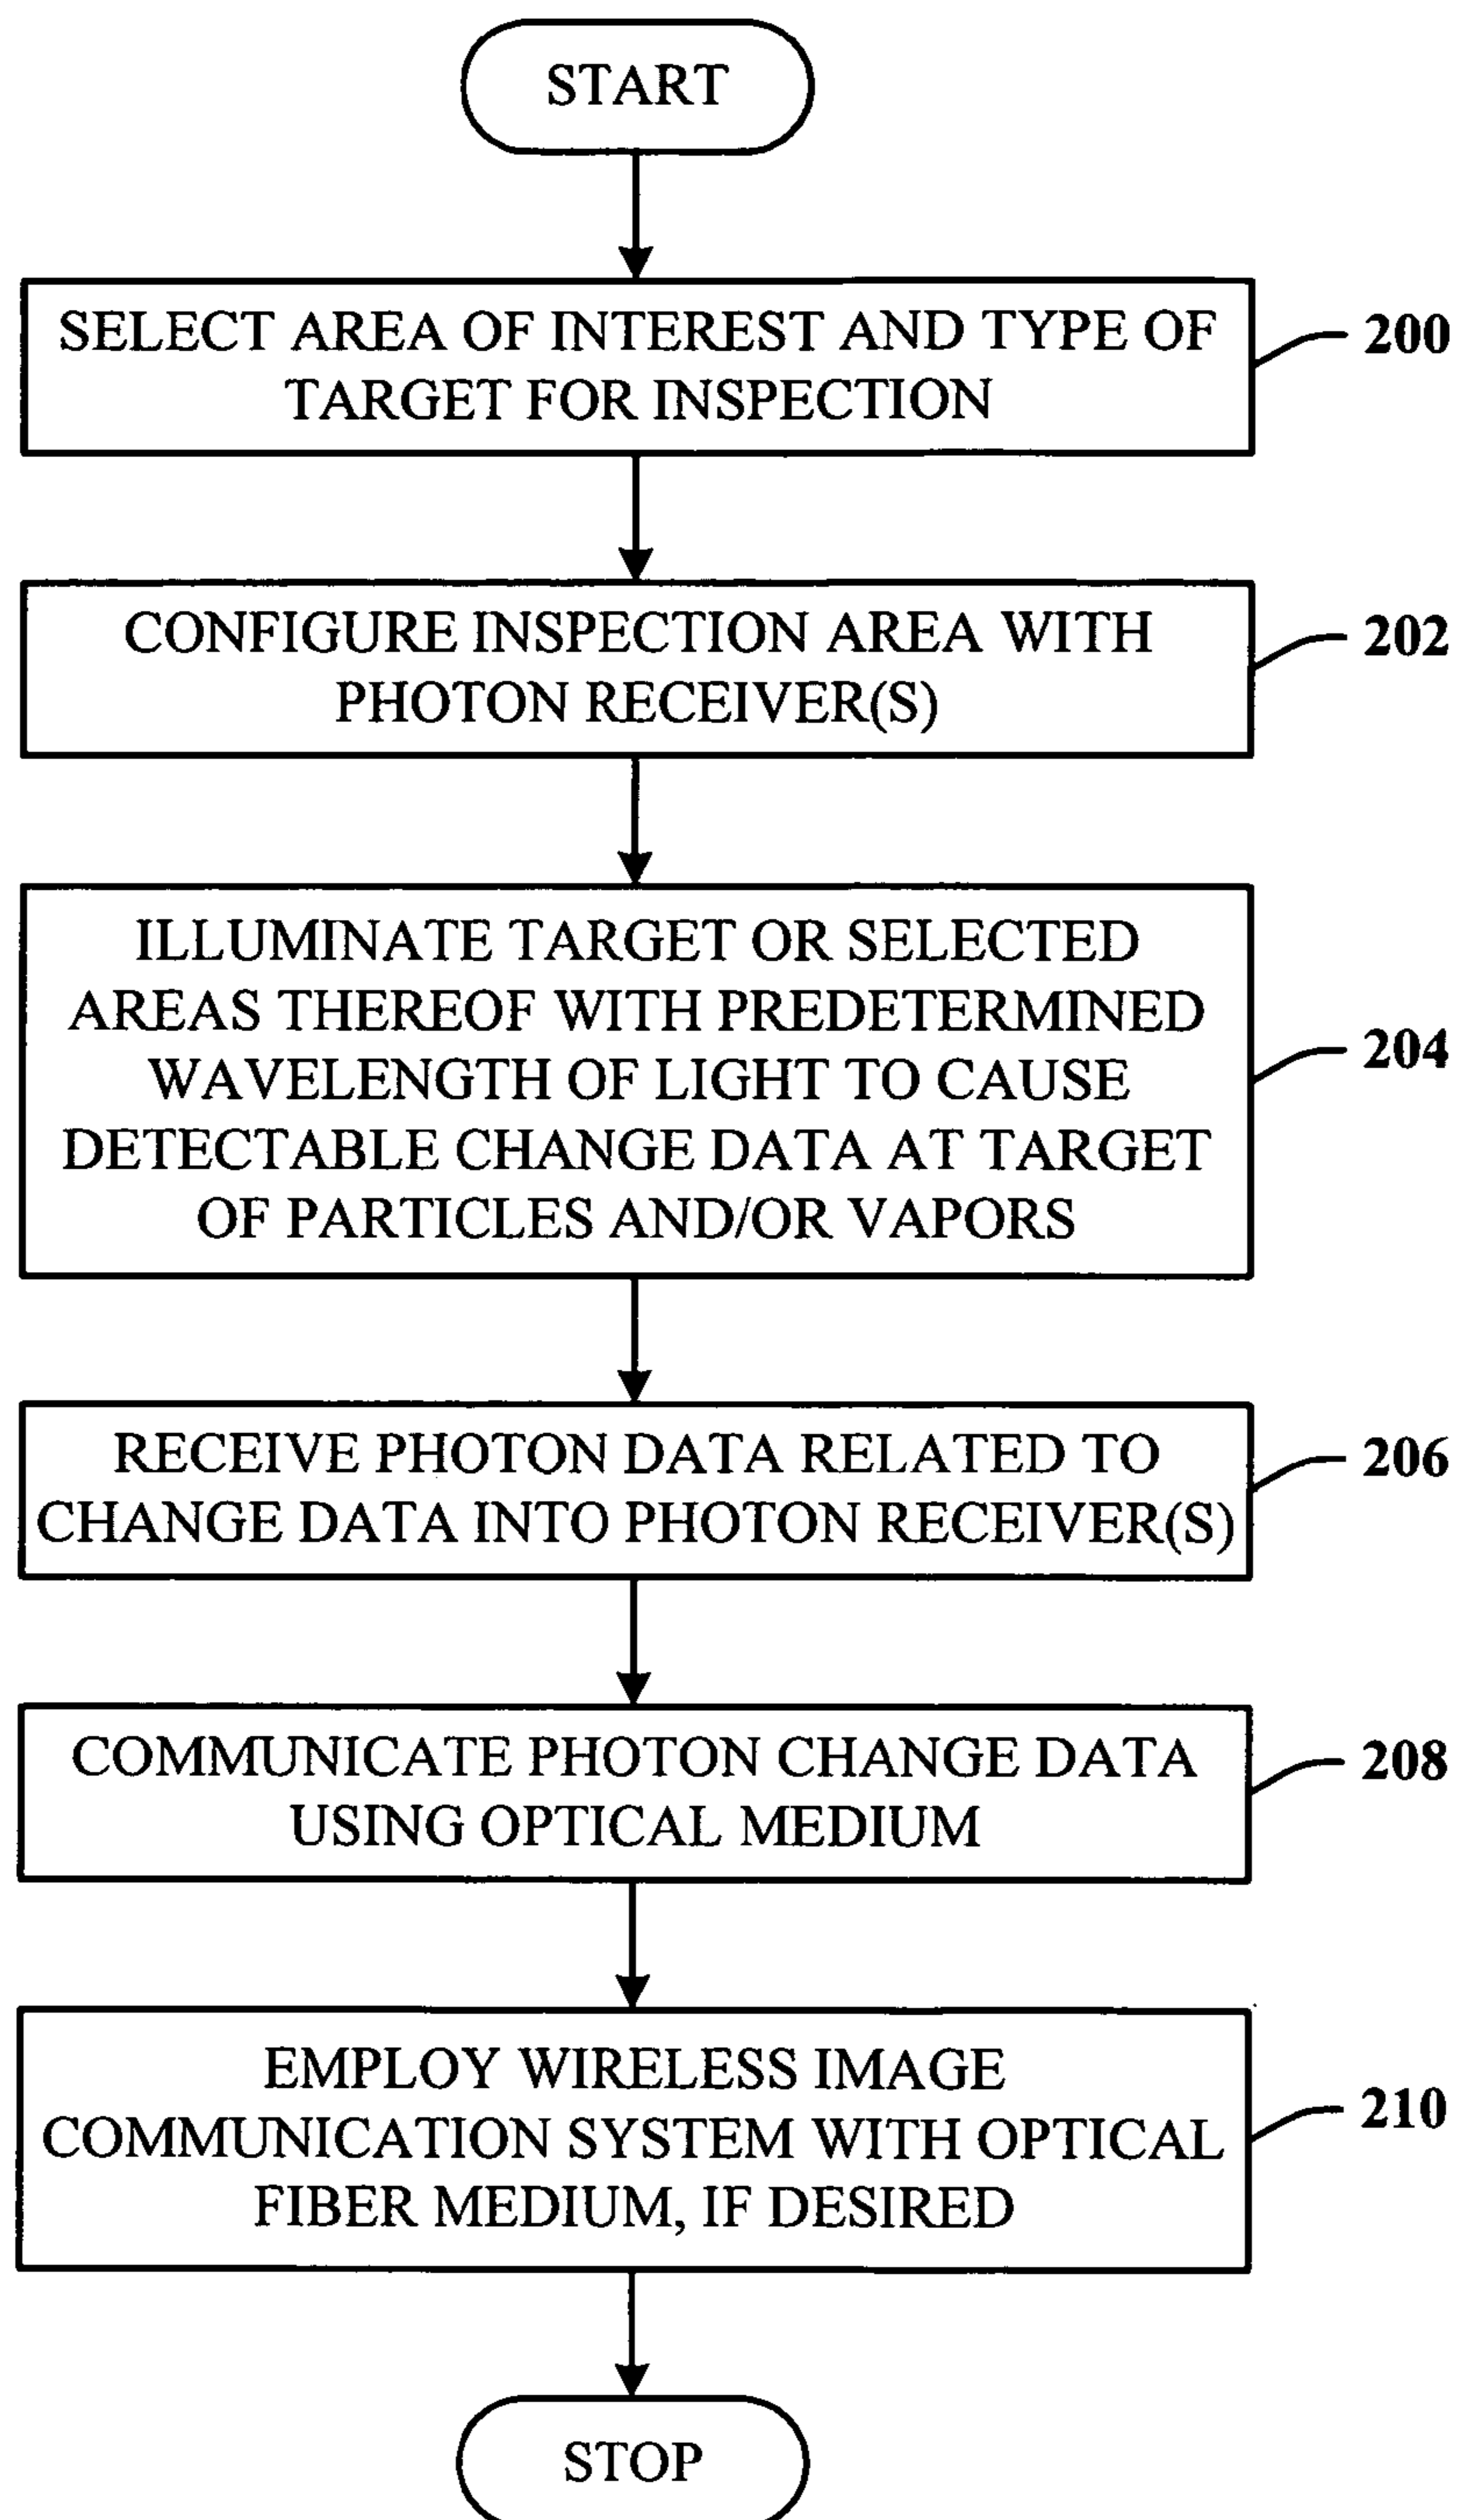 START
SELECT AREA OF INTEREST AND TYPE OF
TARGET FOR INSPECTION
200
CONFIGURE INSPECTION AREA WITH
PHOTON RECEIVER(S)
202
ILLUMINATE TARGET OR SELECTED
AREAS THEREOF WITH PREDETERMINED
WAVELENGTH OF LIGHT TO CAUSE
DETECTABLE CHANGE DATA AT TARGET
OF PARTICLES AND/OR VAPORS
204
RECEIVE PHOTON DATA RELATED TO
CHANGE DATA INTO PHOTON RECEIVER(S)
206
COMMUNICATE PHOTON CHANGE DATA
USING OPTICAL MEDIUM
208
EMPLOY WIRELESS IMAGE
COMMUNICATION SYSTEM WITH OPTICAL
FIBER MEDIUM, IF DESIRED
210
STOP